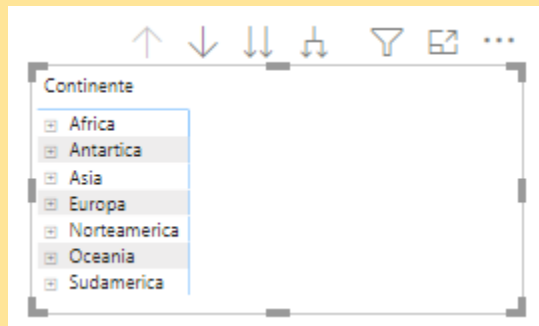 Continente
Africa
Antartica
Asia
Europa
Norteamerica
Oceania
Sudamerica